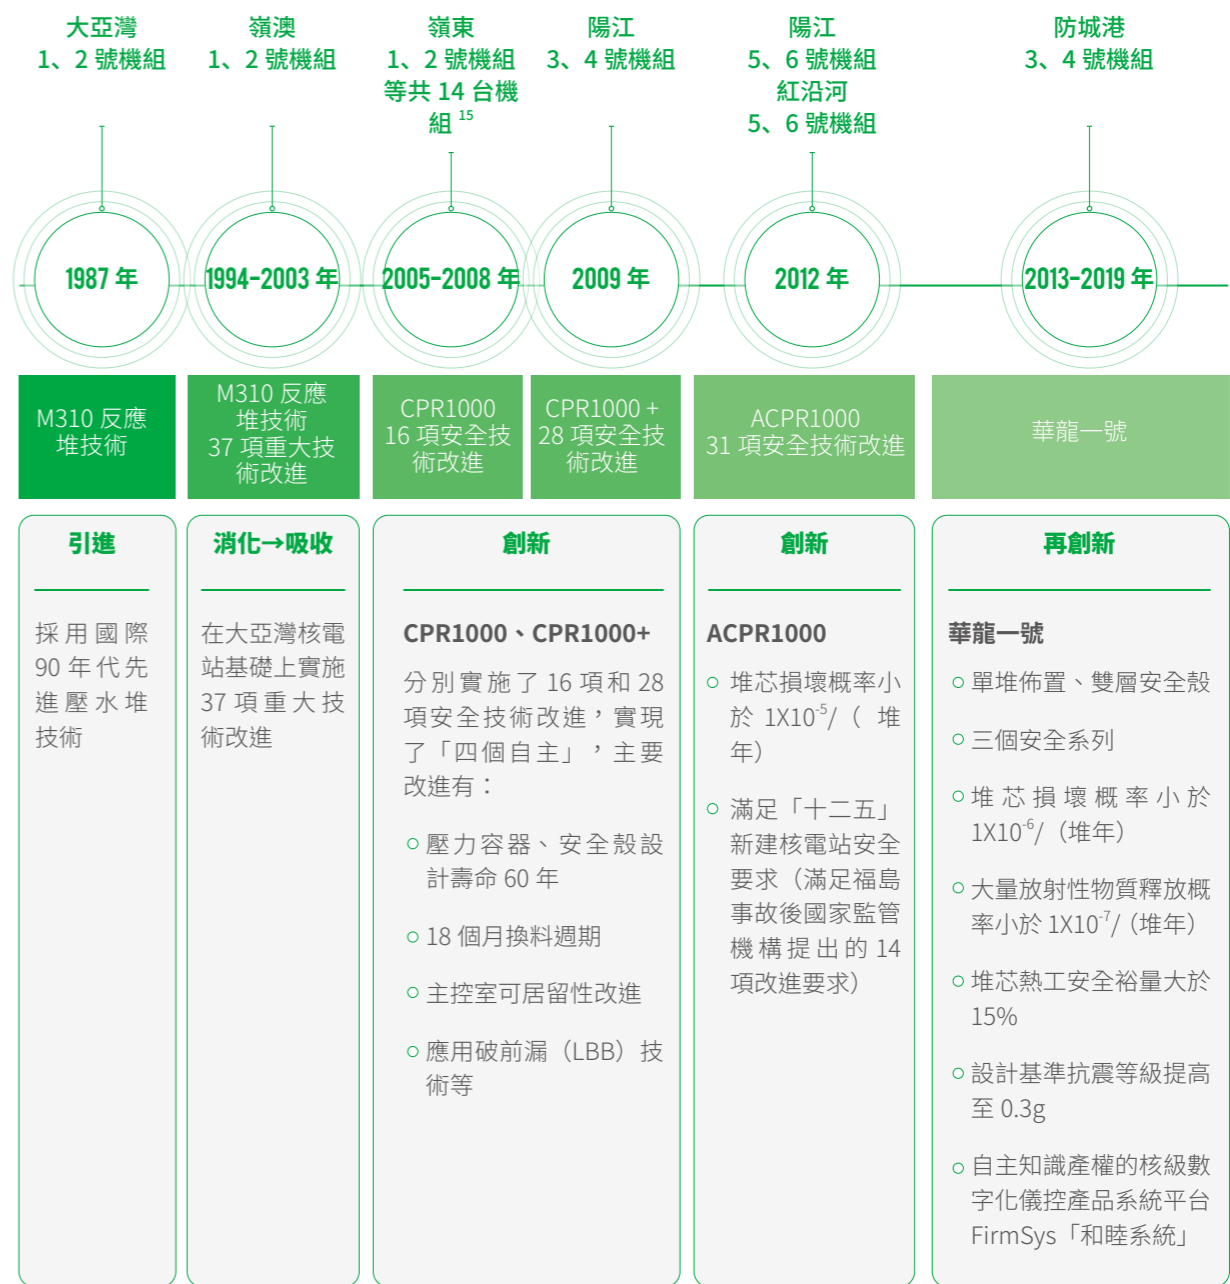 大亞灣
1、2 號機組
嶺澳
1、2 號機組
嶺東
1、2 號機組
等共 14 台機
組 15
陽江
3、4 號機組
陽江
5、6 號機組
紅沿河
5、6 號機組
防城港
3、4 號機組
1987 年
1994-2003 年
2005-2008 年
2009 年
2012 年
2013-2019 年
M310 反應
堆技術
M310 反應
堆技術
37 項重大技
術改進
CPR1000
16 項安全技
術改進
CPR1000 +
28 項安全技
術改進
ACPR1000
31 項安全技術改進
華龍一號
引進
採用國際
90 年代先
進壓水堆
技術
消化→吸收
在大亞灣核電
站基礎上實施
37 項重大技
術改進
創新
CPR1000、CPR1000+
分別實施了 16 項和 28
項安全技術改進，實現
了「四個自主」，主要
改進有：
壓力容器、安全殼設
計壽命 60 年
18 個月換料週期
主控室可居留性改進
應用破前漏（LBB）技
術等
創新
ACPR1000
堆芯損壞概率小
於 1X10-5/（ 堆
年）
滿足「十二五」
新建核電站安全
要求（滿足福島
事故後國家監管
機構提出的 14
項改進要求）
再創新
華龍一號
單堆佈置、雙層安全殼
三個安全系列
堆芯損壞概率小於
1X10-6/（堆年）
大量放射性物質釋放概
率小於 1X10-7/（堆年）
堆芯熱工安全裕量大於
15%
設計基準抗震等級提高
至 0.3g
自主知識產權的核級數
字化儀控產品系統平台
FirmSys「和睦系統」